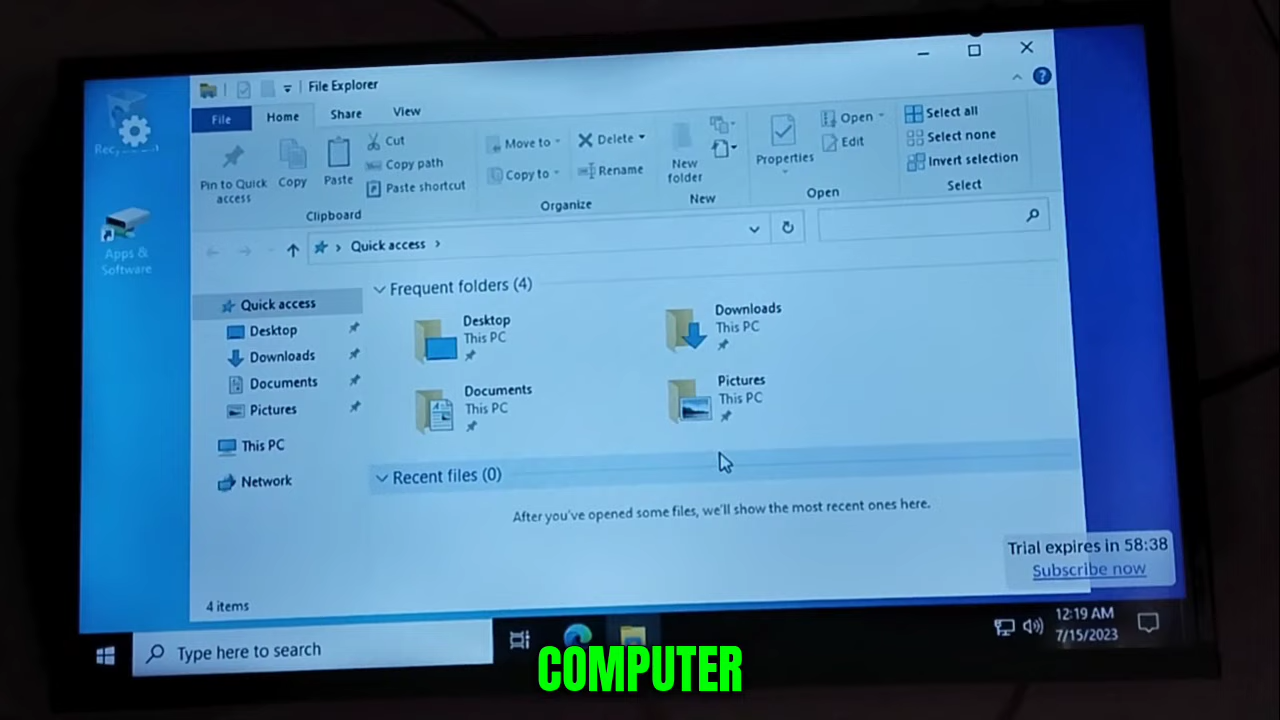 File Explorer
File
Home
Share
View
Pin to Quick
access
Copy
Paste
Cut
Copy path
Paste shortcut
Clipboard
Move to
Copy to
Delete
Rename
Organize
New
folder
New
Properties
Open
Edit
Open
Select all
Select none
Invert selection
Select
Quick access
Apps &
Software
Quick access
Desktop
Downloads
Documents
Pictures
This PC
Network
Frequent folders (4)
Desktop
This PC
Downloads
This PC
Documents
This PC
Pictures
This PC
Recent files (0)
After you've opened some files, we'll show the most recent ones here.
4 items
Trial expires in 58:38
Subscribe now
Type here to search
12:19 AM
7/15/2023
COMPUTER